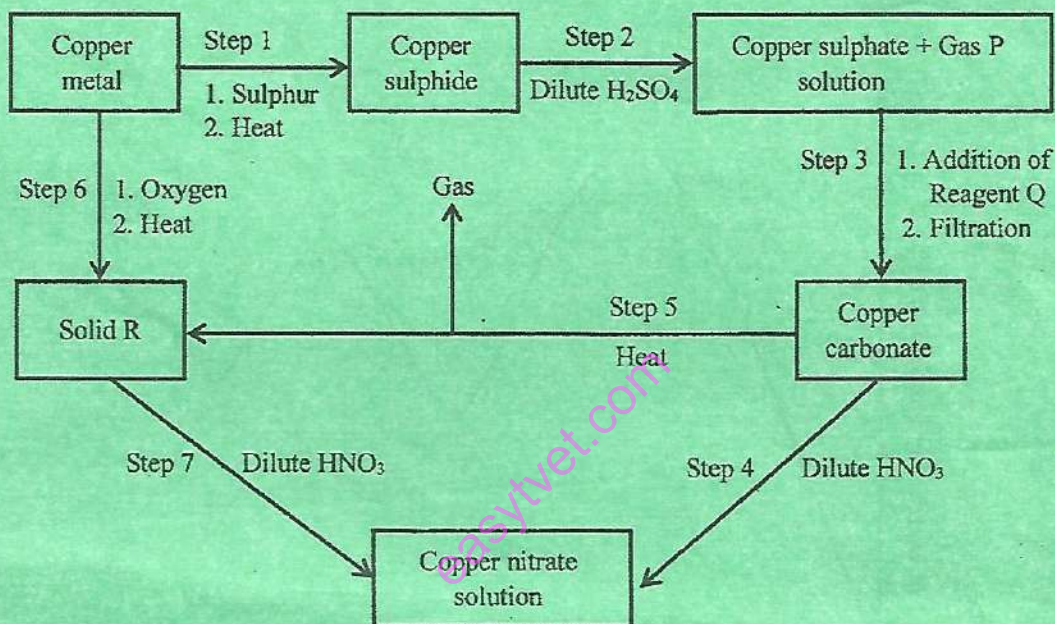 Copper
metal
Step 1
1. Sulphur
2. Heat
Copper
sulphide
Step 2
Dilute H₂SO₄
Copper sulphate + Gas P
solution
Step 6
1. Oxygen
2. Heat
Gas
Step 3
1. Addition of
Reagent Q
2. Filtration
Solid R
Step 5
Heat
Copper
carbonate
Step 7
Dilute HNO₃
Step 4
Dilute HNO₃
Copper nitrate
solution
easytvet.com